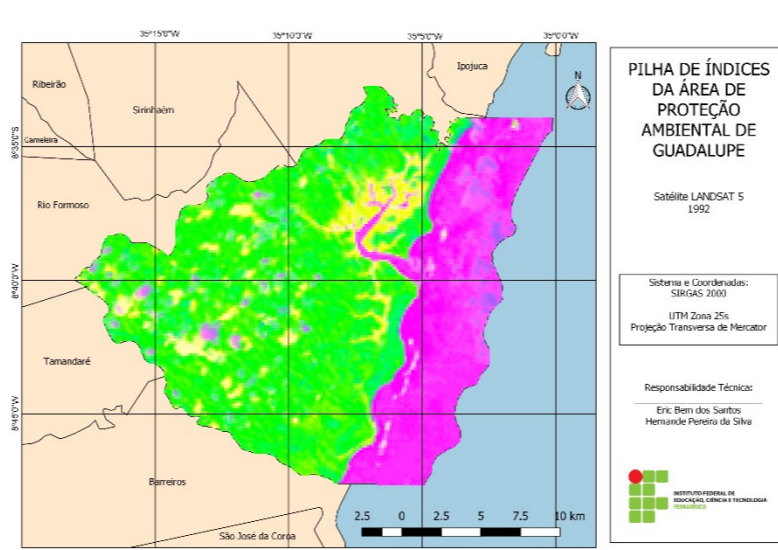 35°15'0"W
35°10'0"W
35°5'0"W
35°0'0"W
Ipojuca
Ribeirão
Sirinhaém
N
Gameleira
8°35'0"S
Rio Formoso
8°40'0"W
Tamandaré
8°45'0"W
Barreiros
São José da Coroa
2.5 0 2.5 5 7.5 10 km
PILHA DE ÍNDICES
DA ÁREA DE
PROTEÇÃO
AMBIENTAL DE
GUADALUPE
Satélite LANDSAT 5
1992
Sistema e Coordenadas:
SIRGAS 2000
UTM Zona 25s
Projeção Transversa de Mercator
Responsabilidade Técnica:
Eric Bem dos Santos
Hernande Pereira da Silva
INSTITUTO FEDERAL DE
EDUCAÇÃO, CIÊNCIA E TECNOLOGIA
PERNAMBUCO